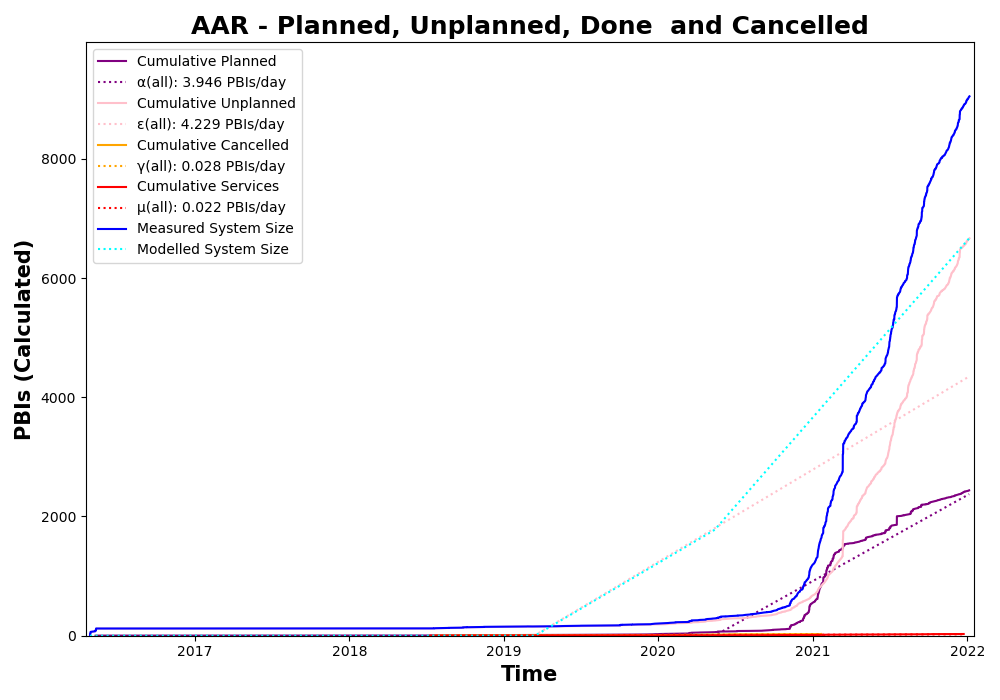 AAR - Planned, Unplanned, Done  and Cancelled
Cumulative Planned
α(all): 3.946 PBIs/day
Cumulative Unplanned
ε(all): 4.229 PBIs/day
Cumulative Cancelled
γ(all): 0.028 PBIs/day
Cumulative Services
μ(all): 0.022 PBIs/day
Measured System Size
Modelled System Size
PBIs (Calculated)
8000
6000
4000
2000
0
2017 2018 2019 2020 2021 2022
Time